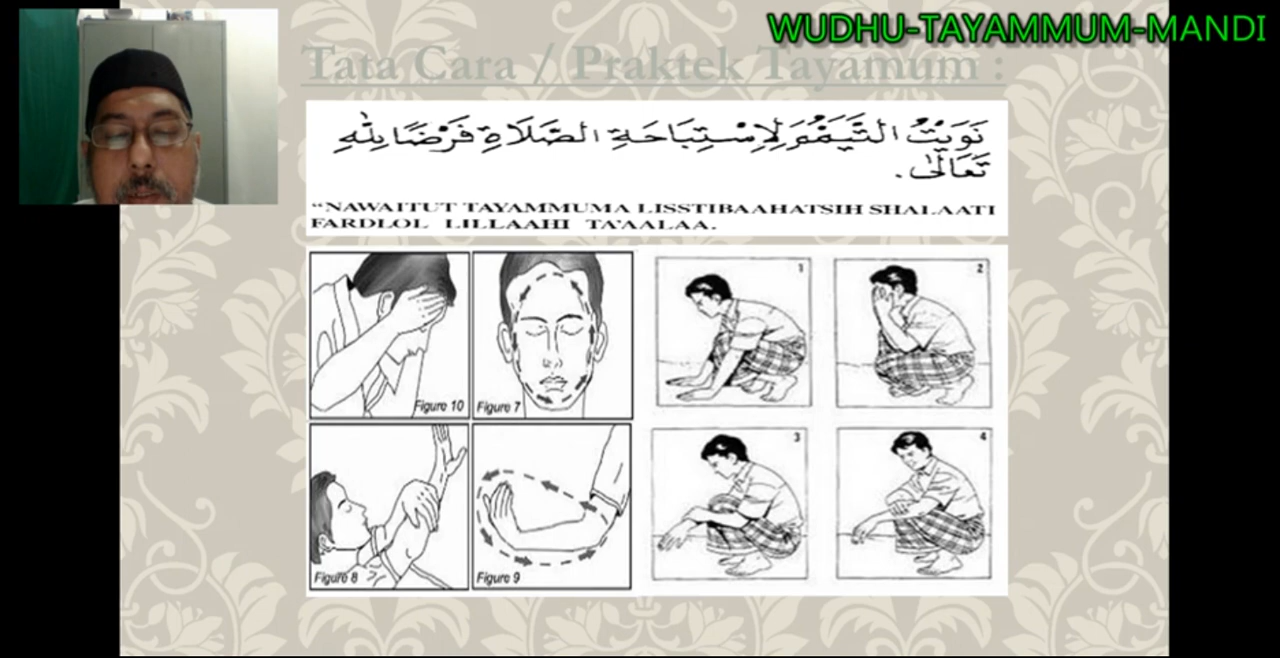 WUDHU-TAYAMMUM-MANDI
Tata Cara / Praktek Tayamum :
نَوَيْتُ التَّيَمُّمَ لِاِسْتِبَاحَةِ الصَّلَاةِ فَرْضًا لِلّٰهِ
تَعَالَى.
“NAWAITUT TAYAMMUMA LISSTIBAAHATSIH SHALAATI
FARDLOL LILLAAHI TA'AALAA.
Figure 10
Figure 7
1
2
Figure 8
Figure 9
3
4